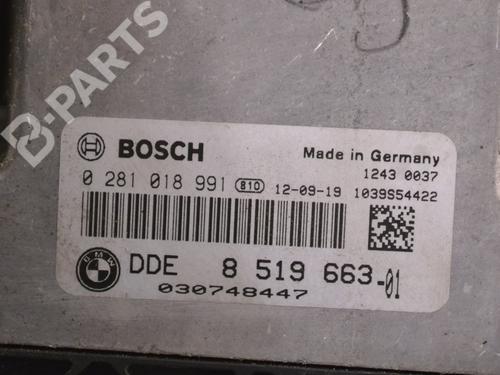 B-PARTS
BOSCH
Made in Germany
1243 0037
0 281 018 991 810 12-09-19 1039S54422
BMW
DDE 8 519 663-01
030748447